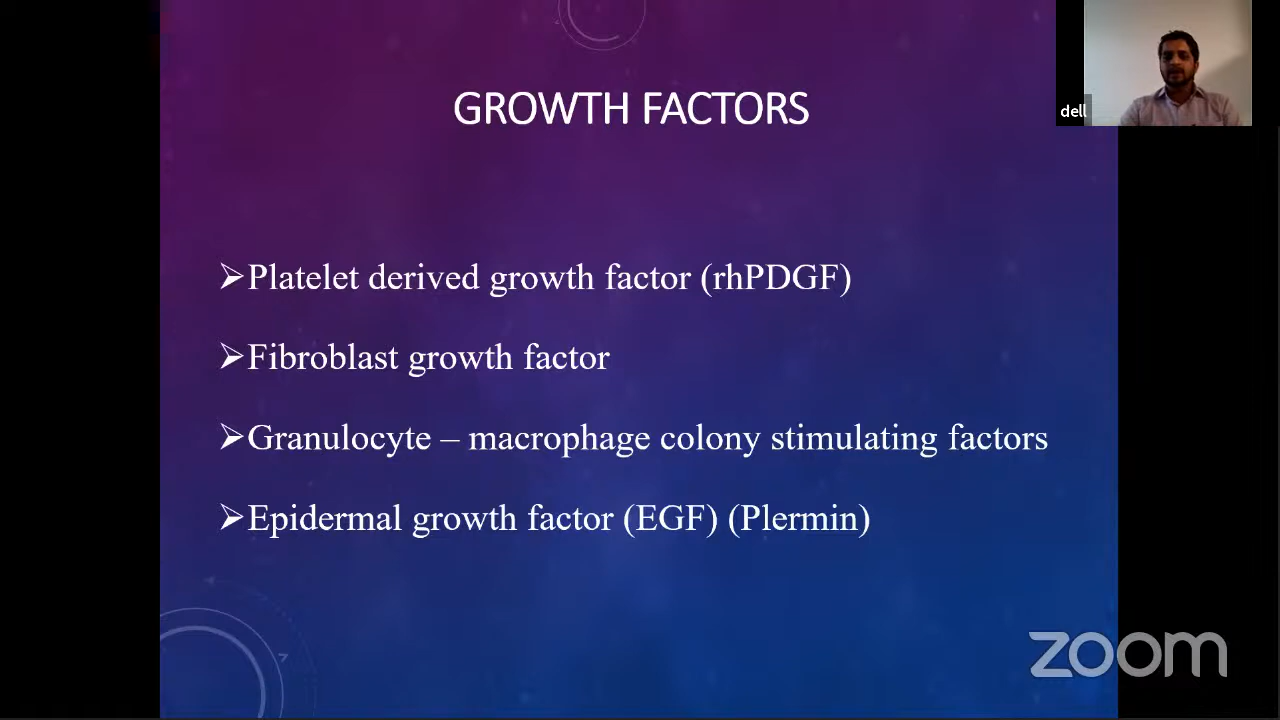 GROWTH FACTORS
dell
➢Platelet derived growth factor (rhPDGF)
➢Fibroblast growth factor
➢Granulocyte – macrophage colony stimulating factors
➢Epidermal growth factor (EGF) (Plermin)
zoom